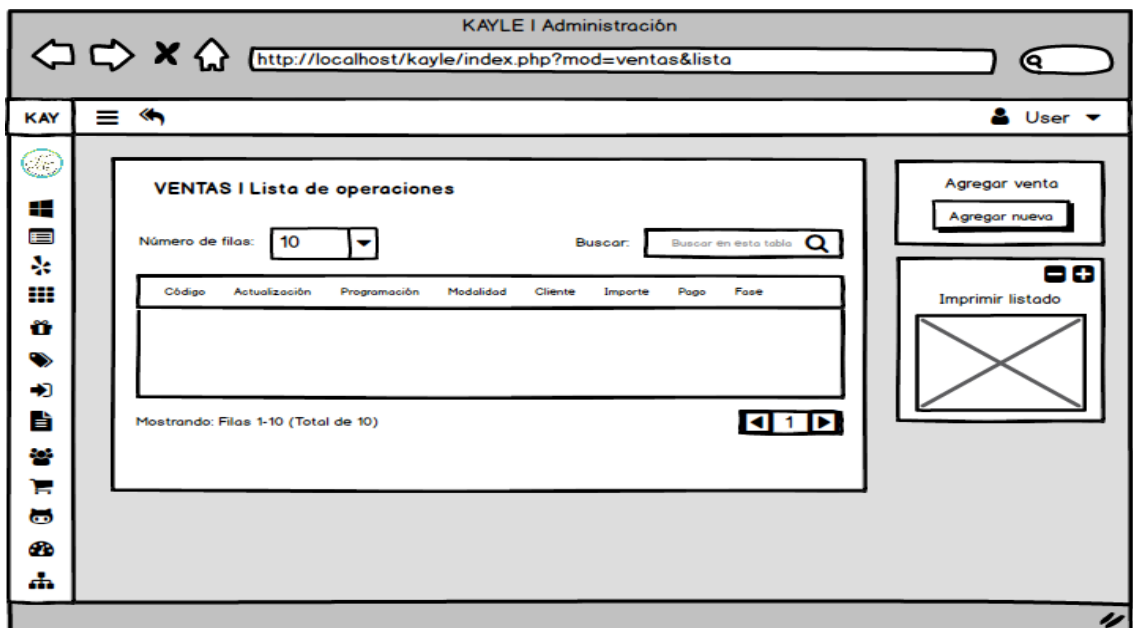 KAYLE | Administración
http://localhost/kayle/index.php?mod=ventas&lista
KAY
User
VENTAS | Lista de operaciones
Número de filas: 10
Buscar: Buscar en esta tabla
Código Actualización Programación Modalidad Cliente Importe Pago Fase
Mostrando: Filas 1-10 (Total de 10)
1
Agregar venta
Agregar nueva
Imprimir listado